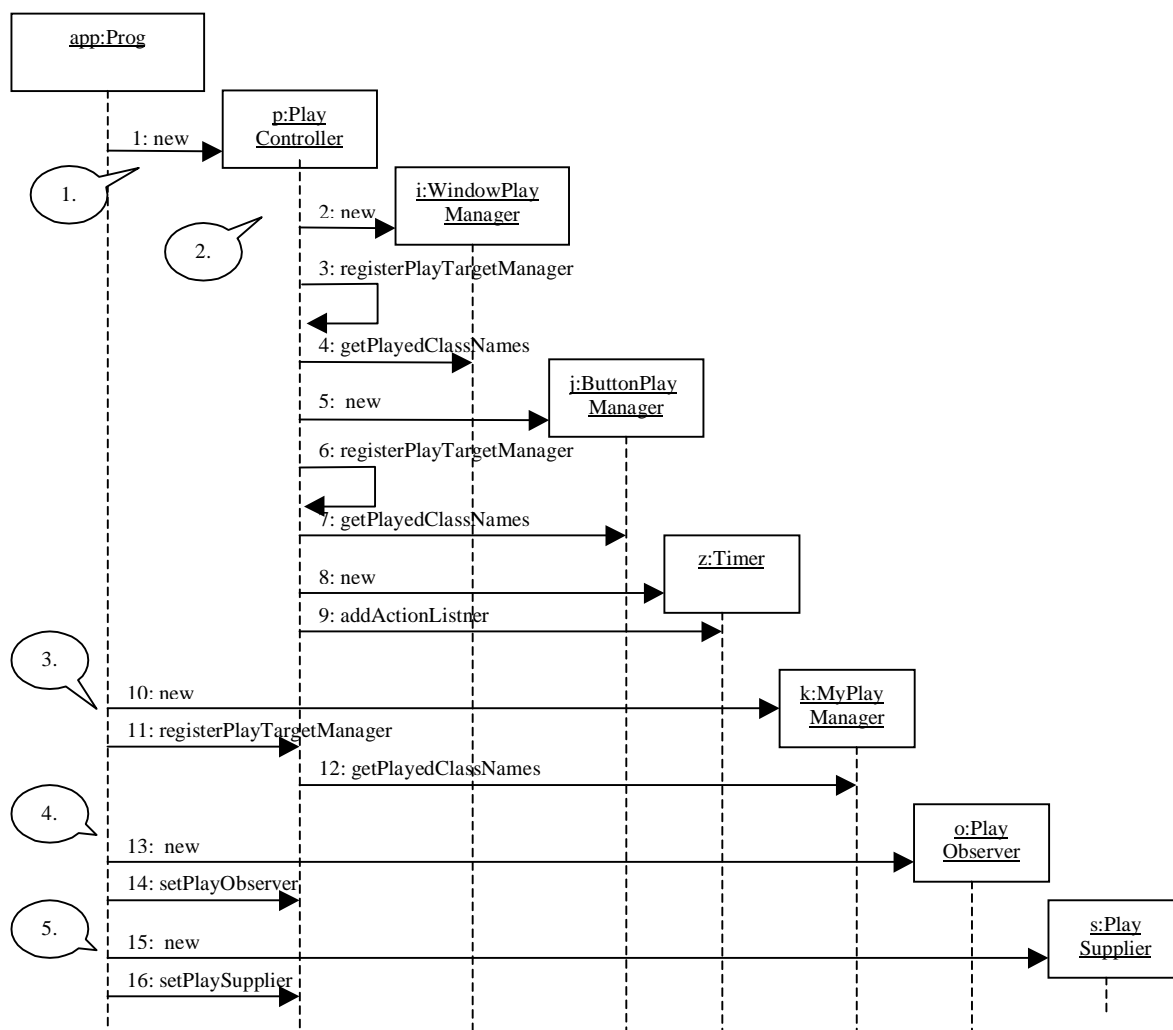 app:Prog
p:Play
Controller
1: new
1.
i:WindowPlay
Manager
2: new
2.
3: registerPlayTargetManager
4: getPlayedClassNames
j:ButtonPlay
Manager
5:  new
6: registerPlayTargetManager
7: getPlayedClassNames
z:Timer
8: new
9: addActionListner
3.
10: new
k:MyPlay
Manager
11: registerPlayTargetManager
12: getPlayedClassNames
4.
o:Play
Observer
13:  new
14: setPlayObserver
5.
s:Play
Supplier
15:  new
16: setPlaySupplier